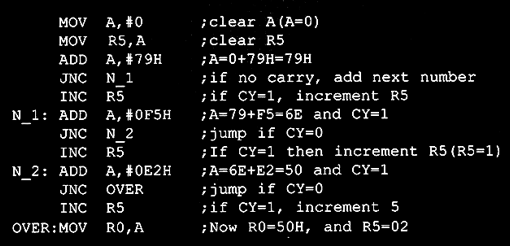 MOV A,#0 ;clear A(A=0)
MOV R5,A ;clear R5
ADD A,#79H ;A=0+79H=79H
JNC N_1 ;if no carry, add next number
INC R5 ;if CY=1, increment R5
N_1: ADD A,#0F5H ;A=79+F5=6E and CY=1
JNC N_2 ;jump if CY=0
INC R5 ;If CY=1 then increment R5(R5=1)
N_2: ADD A,#0E2H ;A=6E+E2=50 and CY=1
JNC OVER ;jump if CY=0
INC R5 ;if CY=1, increment 5
OVER:MOV R0,A ;Now R0=50H, and R5=02